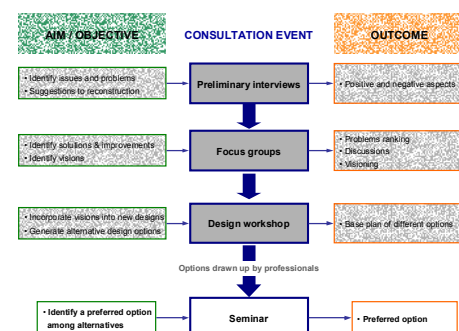 AIM / OBJECTIVE
CONSULTATION EVENT
OUTCOME
• Identify issues and problems
• Suggestions to reconstruction
Preliminary interviews
• Positive and negative aspects
• Identify solutions & improvements
• Identify visions
Focus groups
• Problems ranking
• Discussions
• Visioning
• Incorporate visions into new designs
• Generate alternative design options
Design workshop
• Base plan of different options
Options drawn up by professionals
• Identify a preferred option
among alternatives
Seminar
• Preferred option